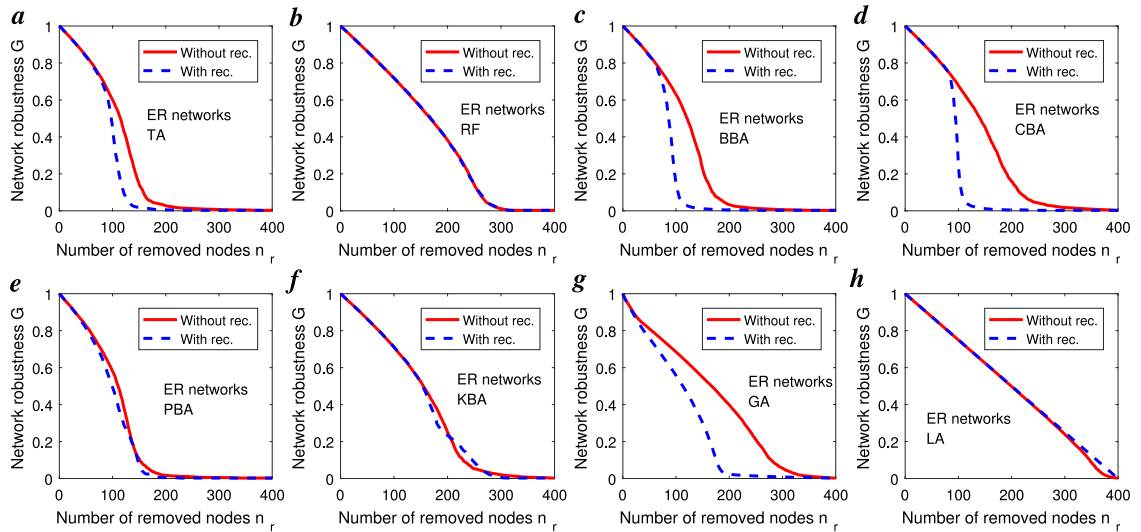 a
Network robustness G
1
0.8
0.6
0.4
0.2
0
0 100 200 300 400
Number of removed nodes n r
Without rec.
With rec.
ER networks
TA
b
Network robustness G
1
0.8
0.6
0.4
0.2
0
0 100 200 300 400
Number of removed nodes n r
Without rec.
With rec.
ER networks
RF
c
Network robustness G
1
0.8
0.6
0.4
0.2
0
0 100 200 300 400
Number of removed nodes n r
Without rec.
With rec.
ER networks
BBA
d
Network robustness G
1
0.8
0.6
0.4
0.2
0
0 100 200 300 400
Number of removed nodes n r
Without rec.
With rec.
ER networks
CBA
e
Network robustness G
1
0.8
0.6
0.4
0.2
0
0 100 200 300 400
Number of removed nodes n r
Without rec.
With rec.
ER networks
PBA
f
Network robustness G
1
0.8
0.6
0.4
0.2
0
0 100 200 300 400
Number of removed nodes n r
Without rec.
With rec.
ER networks
KBA
g
Network robustness G
1
0.8
0.6
0.4
0.2
0
0 100 200 300 400
Number of removed nodes n r
Without rec.
With rec.
ER networks
GA
h
Network robustness G
1
0.8
0.6
0.4
0.2
0
0 100 200 300 400
Number of removed nodes n r
Without rec.
With rec.
ER networks
LA